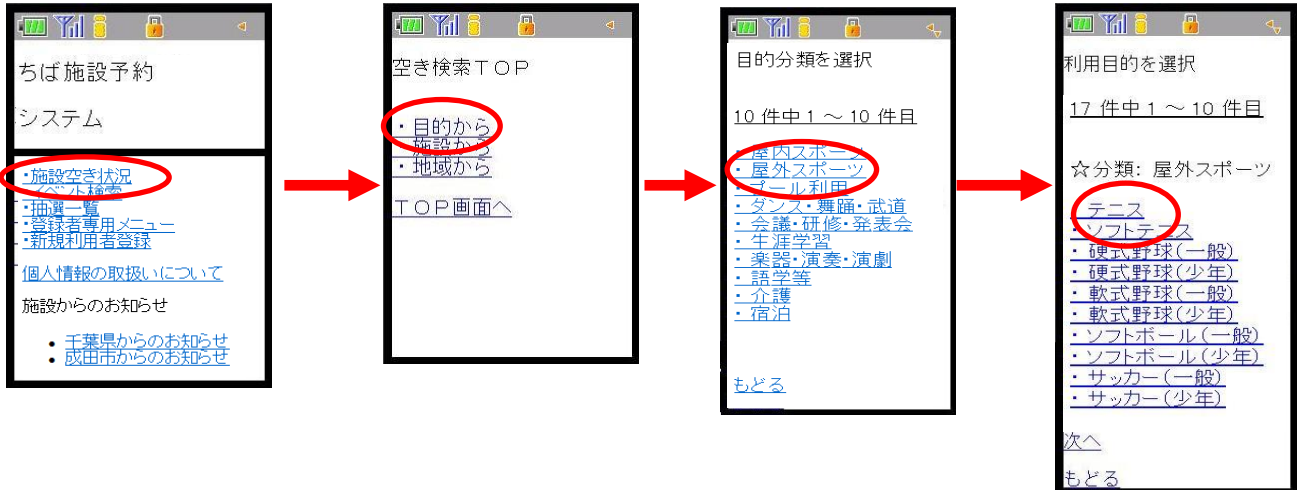 ちば施設予約
システム
・施設空き状況
・イベント検索
・抽選一覧
・登録者専用メニュー
・新規利用者登録
個人情報の取扱いについて
施設からのお知らせ
• 千葉県からのお知らせ
• 成田市からのお知らせ
空き検索TOP
・目的から
・施設から
・地域から
TOP画面へ
目的分類を選択
10 件中 1 ～ 10 件目
・屋内スポーツ
・屋外スポーツ
・プール利用
・ダンス・舞踊・武道
・会議・研修・発表会
・生涯学習
・楽器・演奏・演劇
・語学等
・介護
・宿泊
もどる
利用目的を選択
17 件中 1 ～ 10 件目
☆分類: 屋外スポーツ
・テニス
・ソフトテニス
・硬式野球(一般)
・硬式野球(少年)
・軟式野球(一般)
・軟式野球(少年)
・ソフトボール(一般)
・ソフトボール(少年)
・サッカー(一般)
・サッカー(少年)
次へ
もどる